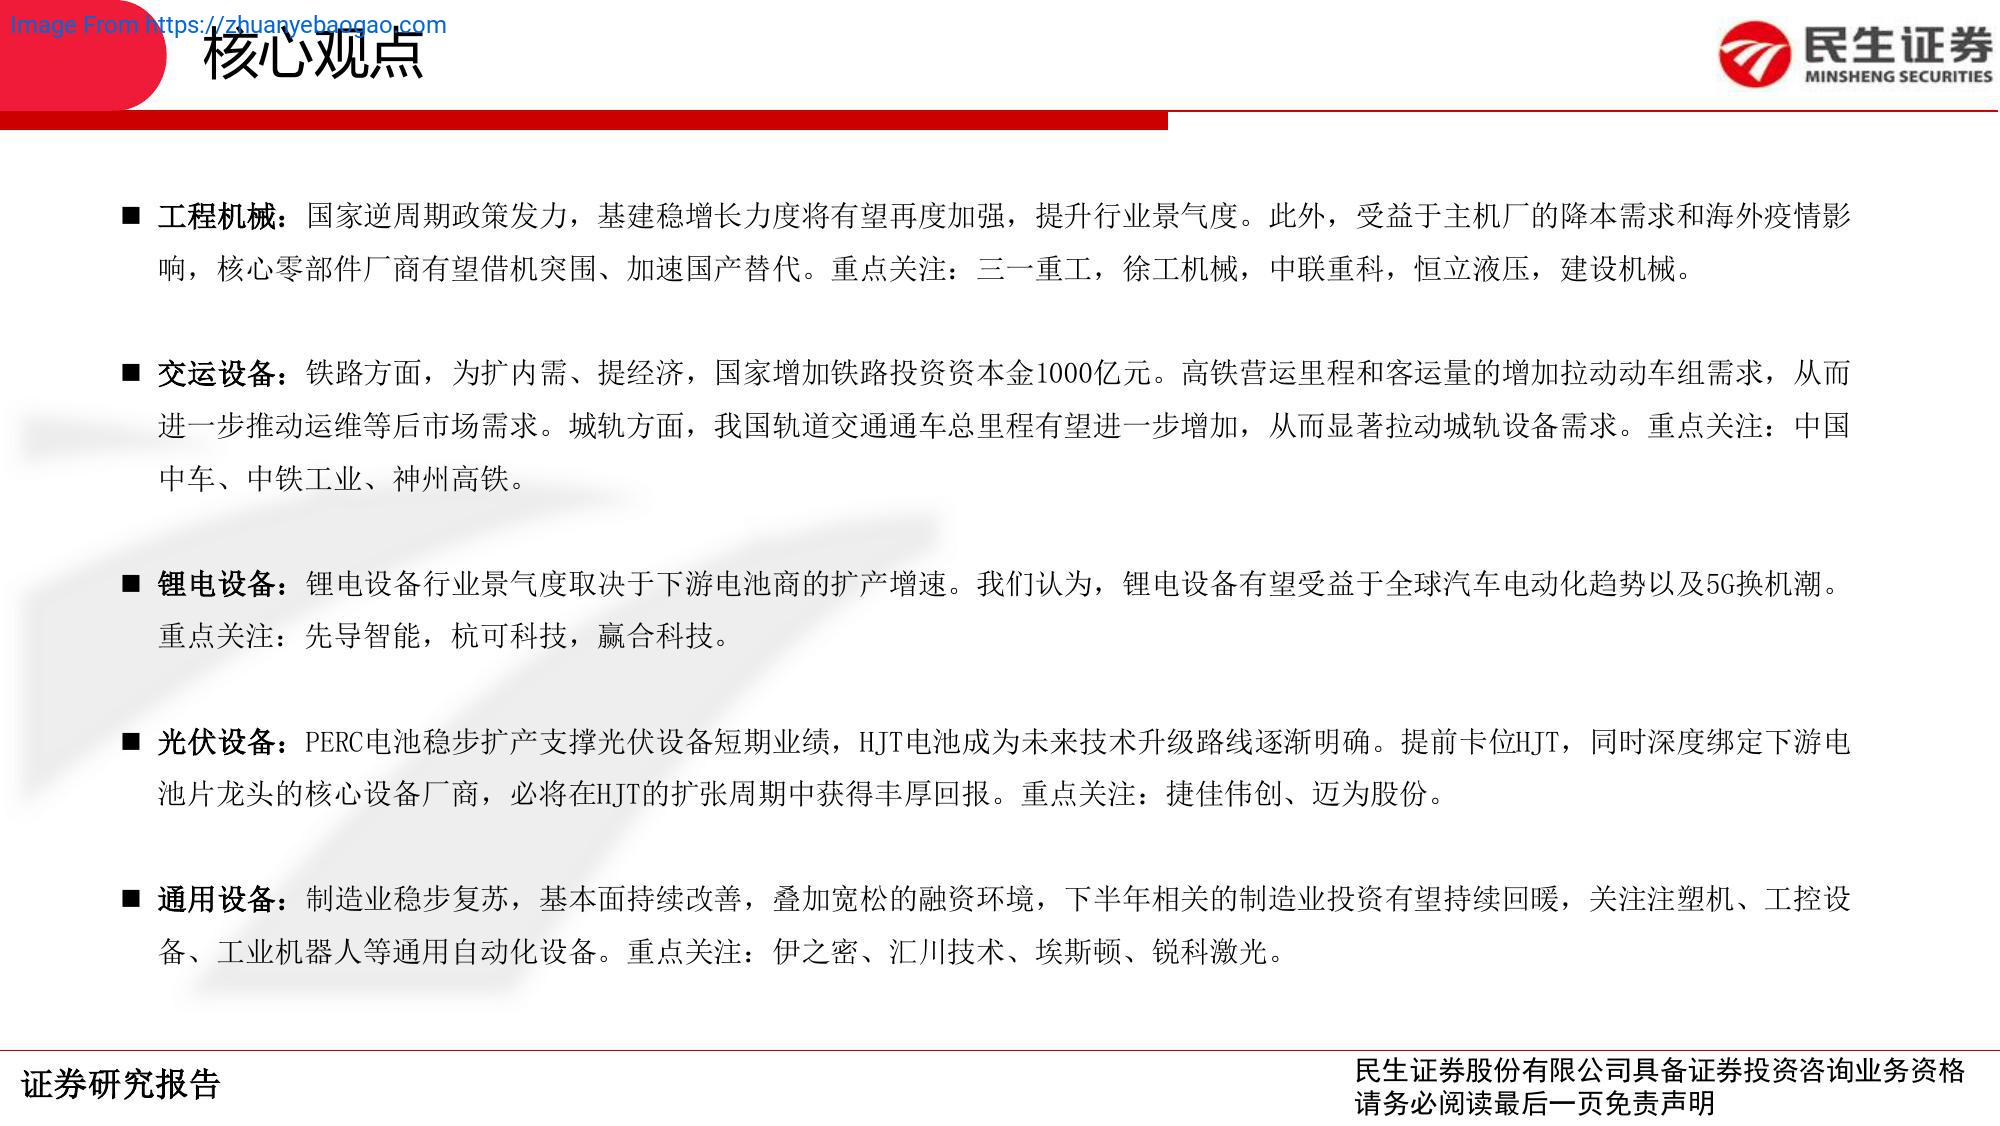 Image From https://zhuanyebaogao.com
核心观点
民生证券
MINSHENG SECURITIES
■ 工程机械：国家逆周期政策发力，基建稳增长力度将有望再度加强，提升行业景气度。此外，受益于主机厂的降本需求和海外疫情影
响，核心零部件厂商有望借机突围、加速国产替代。重点关注：三一重工，徐工机械，中联重科，恒立液压，建设机械。
■ 交运设备：铁路方面，为扩内需、提经济，国家增加铁路投资资本金1000亿元。高铁营运里程和客运量的增加拉动动车组需求，从而
进一步推动运维等后市场需求。城轨方面，我国轨道交通通车总里程有望进一步增加，从而显著拉动城轨设备需求。重点关注：中国
中车、中铁工业、神州高铁。
■ 锂电设备：锂电设备行业景气度取决于下游电池商的扩产增速。我们认为，锂电设备有望受益于全球汽车电动化趋势以及5G换机潮。
重点关注：先导智能，杭可科技，赢合科技。
■ 光伏设备：PERC电池稳步扩产支撑光伏设备短期业绩，HJT电池成为未来技术升级路线逐渐明确。提前卡位HJT，同时深度绑定下游电
池片龙头的核心设备厂商，必将在HJT的扩张周期中获得丰厚回报。重点关注：捷佳伟创、迈为股份。
■ 通用设备：制造业稳步复苏，基本面持续改善，叠加宽松的融资环境，下半年相关的制造业投资有望持续回暖，关注注塑机、工控设
备、工业机器人等通用自动化设备。重点关注：伊之密、汇川技术、埃斯顿、锐科激光。
证券研究报告
民生证券股份有限公司具备证券投资咨询业务资格
请务必阅读最后一页免责声明